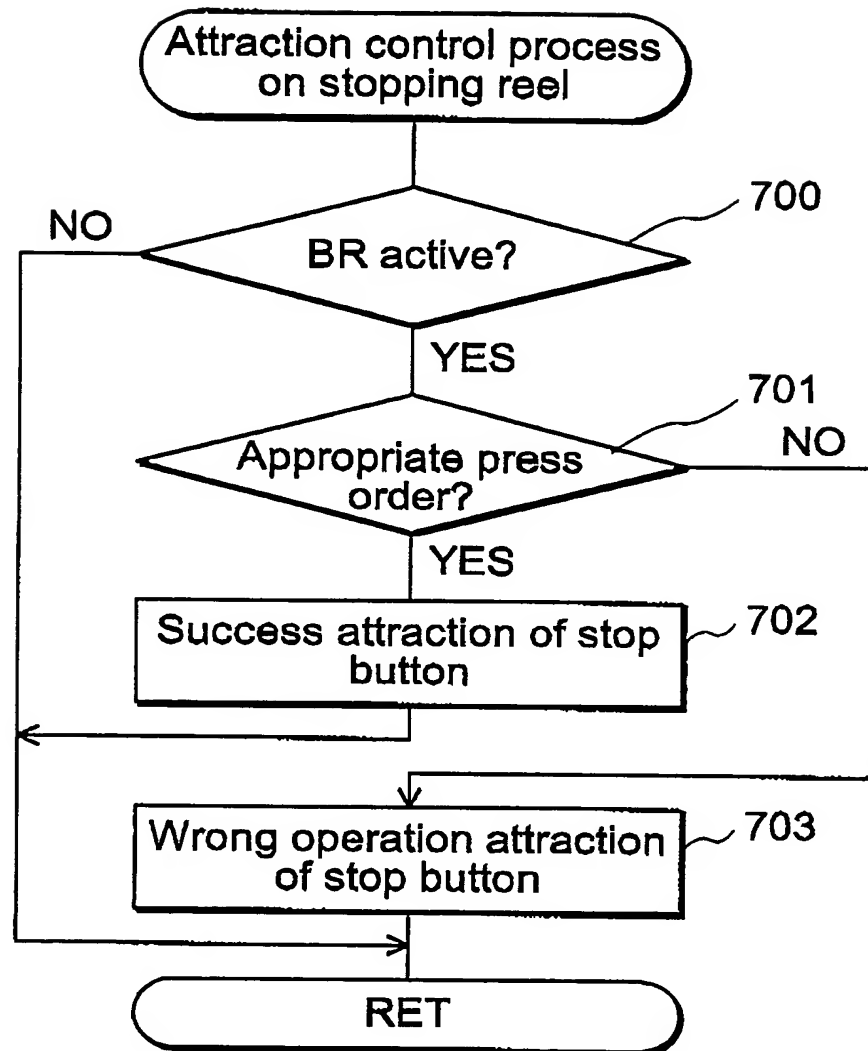 Attraction control process
on stopping reel
700
NO
BR active?
YES
701
NO
Appropriate press
order?
YES
Success attraction of stop
button
702
Wrong operation attraction
of stop button
703
RET